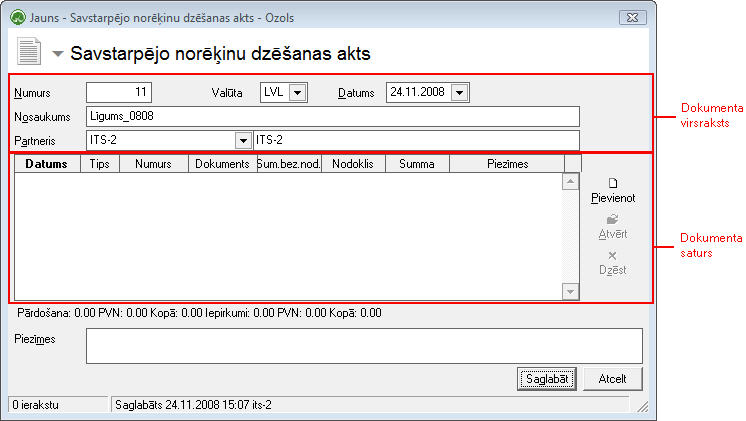 Jauns - Savstarpējo norēķinu dzēšanas akts - Ozols
Savstarpējo norēķinu dzēšanas akts
Numurs 11 Valūta LVL Datums 24.11.2008
Nosaukums Līgums_0808
Partneris ITS-2 ITS-2
Dokumenta
virsraksts
Datums Tips Numurs Dokuments Sum.bez.nod. Nodoklis Summa Piezīmes
Pievienot
Atvērt
Dzēst
Dokumenta
saturs
Pārdošana: 0.00 PVN: 0.00 Kopā: 0.00 Iepirkumi: 0.00 PVN: 0.00 Kopā: 0.00
Piezīmes
Saglabāt Atcelt
0 ierakstu Saglabāts 24.11.2008 15:07 its-2